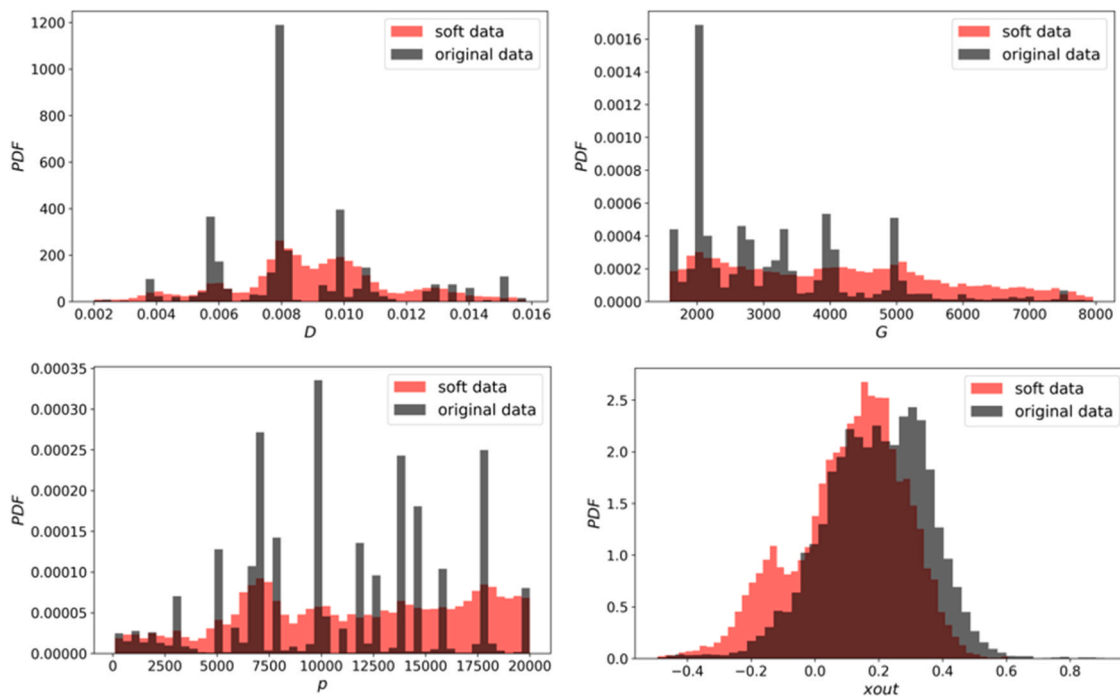 1200
1000
800
600
400
200
0
PDF
soft data
original data
0.002 0.004 0.006 0.008 0.010 0.012 0.014 0.016
D
0.0016
0.0014
0.0012
0.0010
0.0008
0.0006
0.0004
0.0002
0.0000
PDF
soft data
original data
2000 3000 4000 5000 6000 7000 8000
G
0.00035
0.00030
0.00025
0.00020
0.00015
0.00010
0.00005
0.00000
PDF
soft data
original data
0 2500 5000 7500 10000 12500 15000 17500 20000
p
2.5
2.0
1.5
1.0
0.5
0.0
PDF
soft data
original data
−0.4 −0.2 0.0 0.2 0.4 0.6 0.8
xout